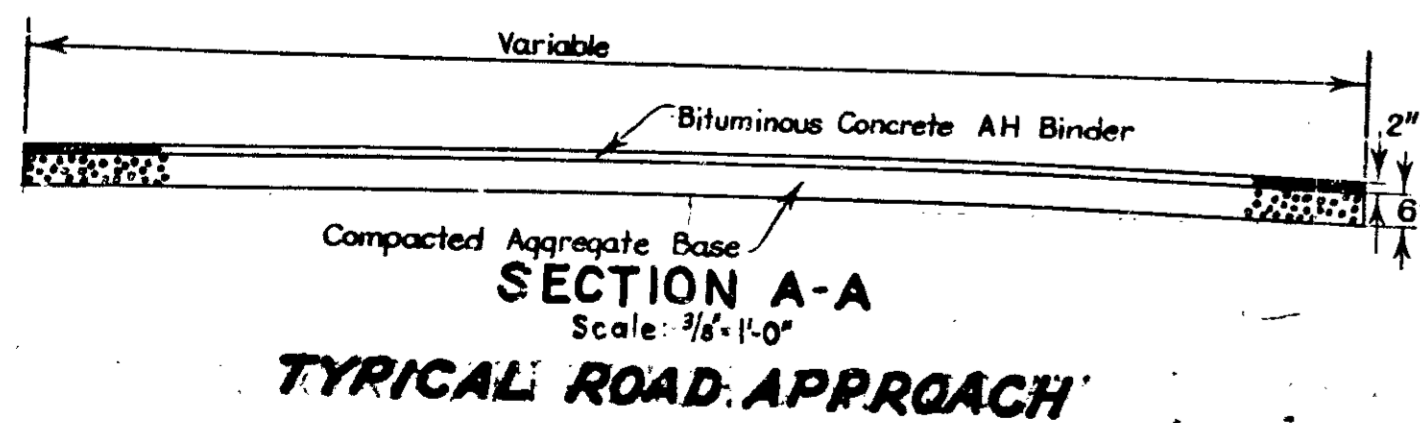 Variable
Bituminous Concrete AH Binder
2"
6
Compacted Aggregate Base
SECTION A-A
Scale: 3/8"=1'-0"
TYPICAL ROAD APPROACH